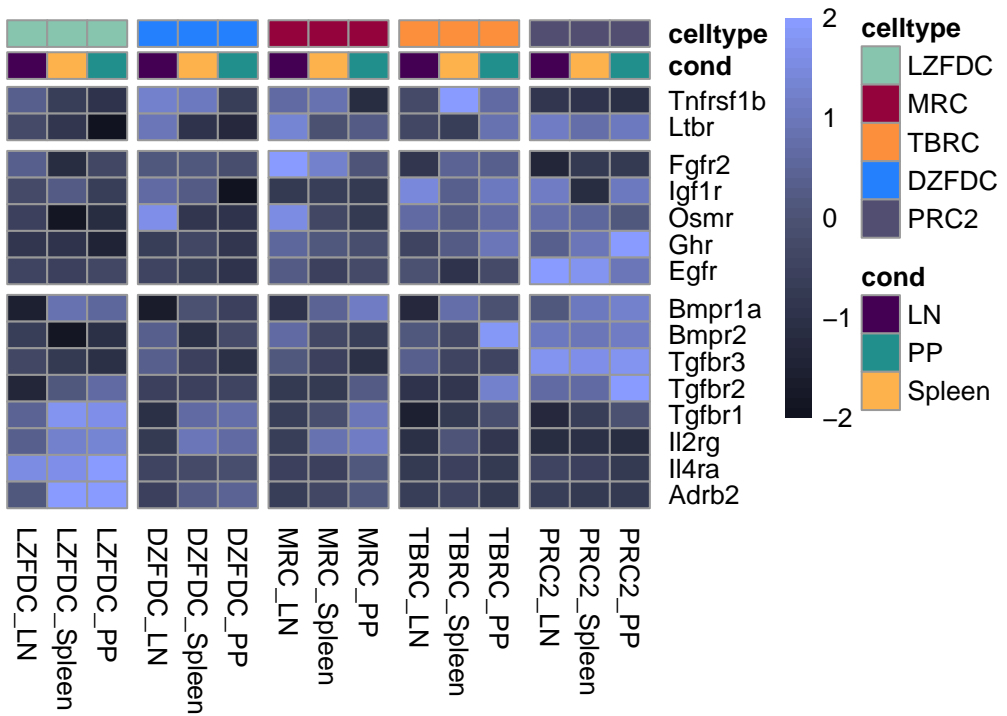 celltype
cond
Tnfrsf1b
Ltbr
Fgfr2
Igf1r
Osmr
Ghr
Egfr
Bmpr1a
Bmpr2
Tgfbr3
Tgfbr2
Tgfbr1
Il2rg
Il4ra
Adrb2
LZFDC_LN
LZFDC_Spleen
LZFDC_PP
DZFDC_LN
DZFDC_Spleen
DZFDC_PP
MRC_LN
MRC_Spleen
MRC_PP
TBRC_LN
TBRC_Spleen
TBRC_PP
PRC2_LN
PRC2_Spleen
PRC2_PP
2
1
0
−1
−2
celltype
LZFDC
MRC
TBRC
DZFDC
PRC2
cond
LN
PP
Spleen